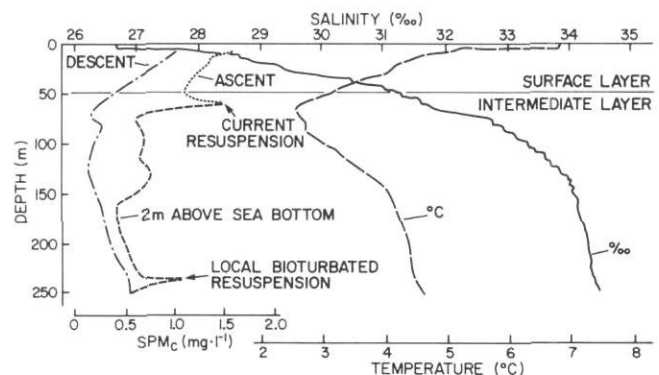 SALINITY (‰)
26 27 28 29 30 31 32 33 34 35
DESCENT
ASCENT
SURFACE LAYER
INTERMEDIATE LAYER
CURRENT
RESUSPENSION
DEPTH (m)
0
50
100
150
200
250
2m ABOVE SEA BOTTOM
°C
‰
LOCAL BIOTURBATED
RESUSPENSION
0 0.5 1.0 1.5 2.0
SPMC (mg·l⁻¹)
2 3 4 5 6 7 8
TEMPERATURE (°C)